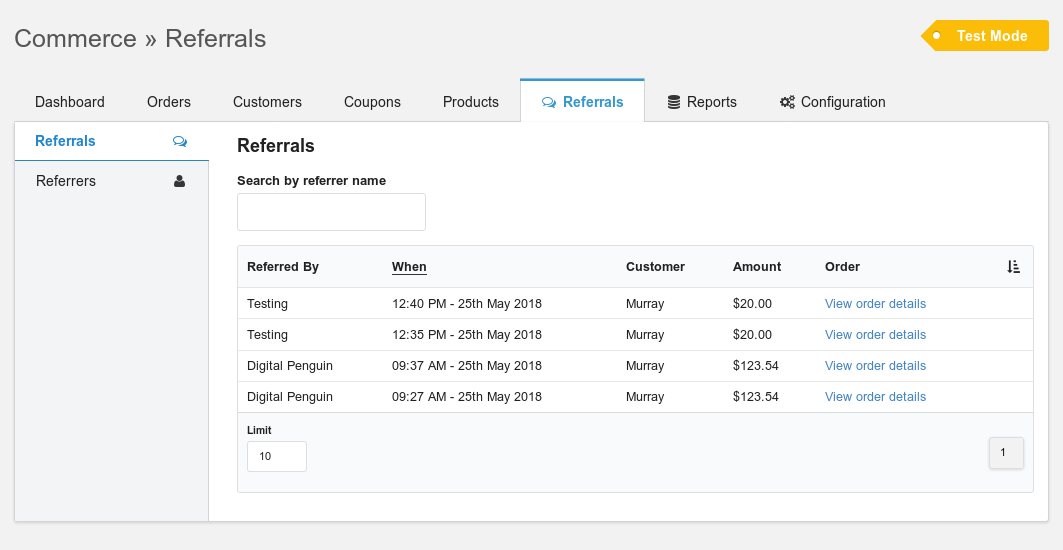 Commerce » Referrals
Test Mode
Dashboard Orders Customers Coupons Products Referrals Reports Configuration
Referrals
Referrers
Referrals
Search by referrer name
Referred By When Customer Amount Order
Testing 12:40 PM - 25th May 2018 Murray $20.00 View order details
Testing 12:35 PM - 25th May 2018 Murray $20.00 View order details
Digital Penguin 09:37 AM - 25th May 2018 Murray $123.54 View order details
Digital Penguin 09:27 AM - 25th May 2018 Murray $123.54 View order details
Limit
10
1